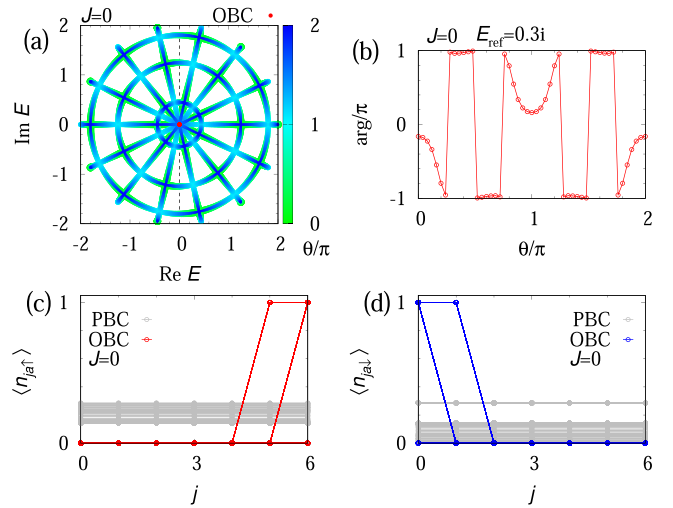 (a) J=0 OBC
2
1
0
-1
-2
Im E
-2 -1 0 1 2
Re E
2
1
0
θ/π
(b) J=0 E_ref=0.3i
1
0
-1
arg/π
0 1 2
θ/π
(c)
1
0
⟨n_ja↑⟩
PBC
OBC
J=0
0 3 6
j
(d)
1
0
⟨n_ja↓⟩
PBC
OBC
J=0
0 3 6
j